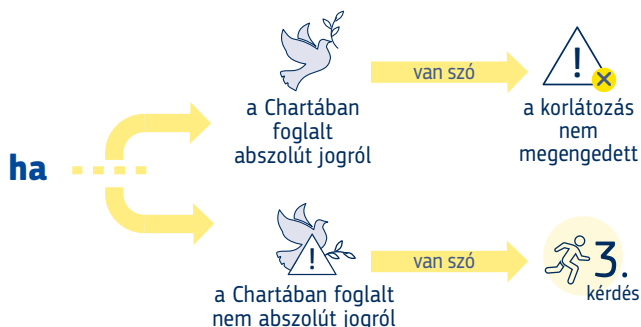 ha
a Chartában
foglalt
abszolút jogról
van szó
!
a korlátozás
nem
megengedett
!
a Chartában foglalt
nem abszolút jogról
van szó
3.
kérdés